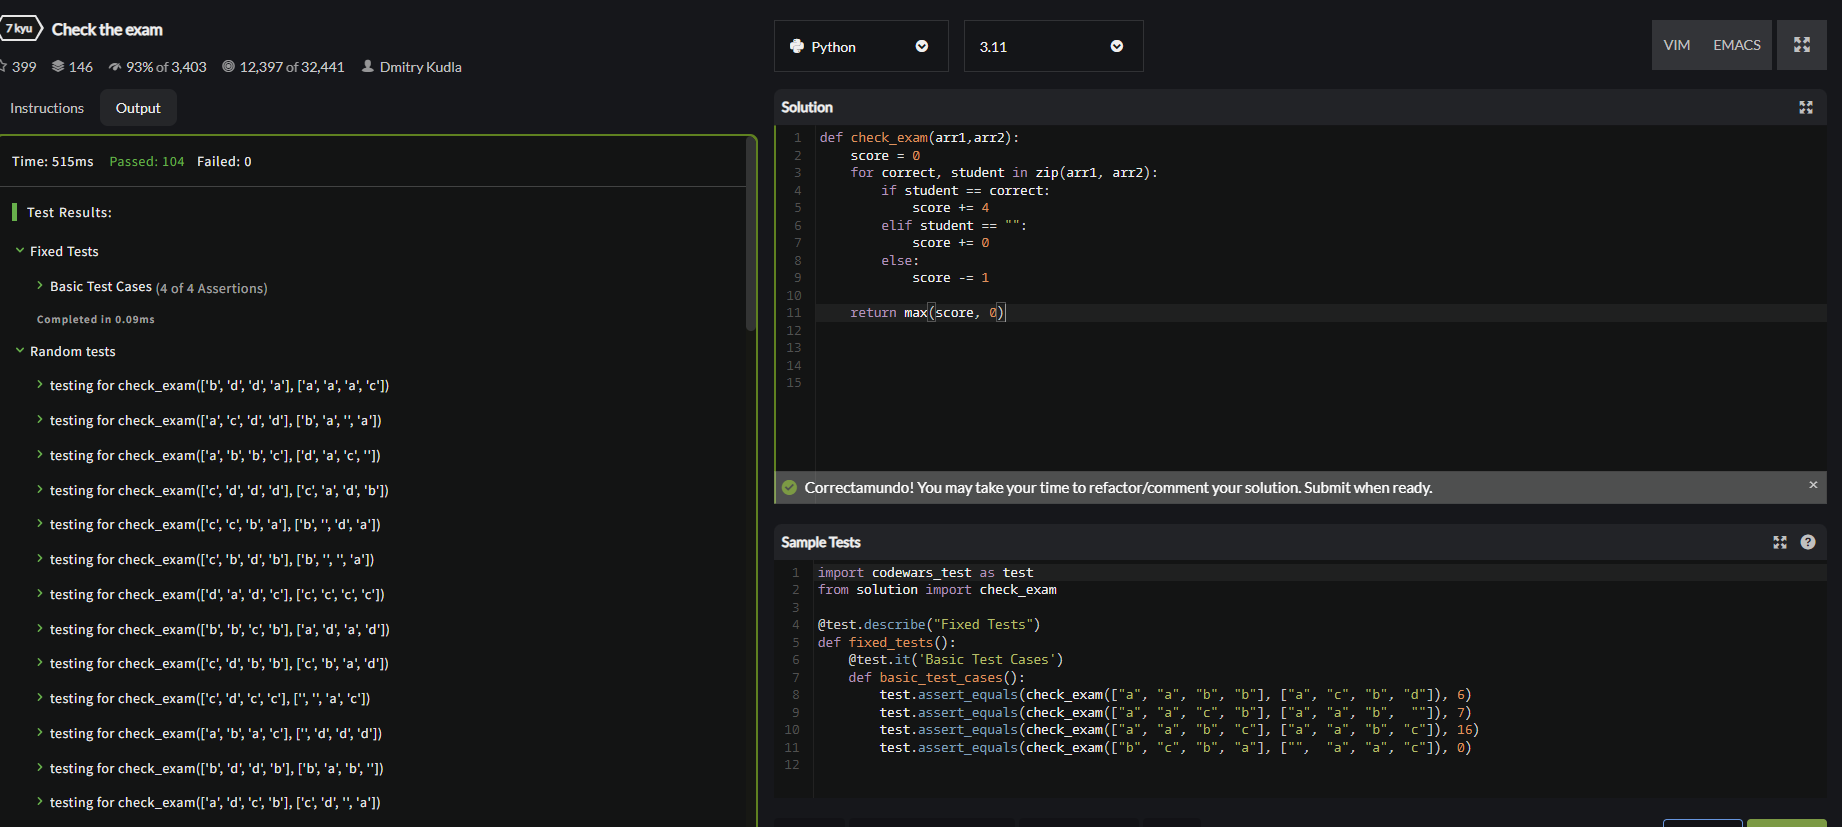 7 kyu Check the exam
399 146 93% of 3,403 12,397 of 32,441 Dmitry Kudla
Instructions Output
Time: 515ms Passed: 104 Failed: 0
Test Results:
Fixed Tests
Basic Test Cases (4 of 4 Assertions)
Completed in 0.09ms
Random tests
testing for check_exam(['b', 'd', 'd', 'a'], ['a', 'a', 'a', 'c'])
testing for check_exam(['a', 'c', 'd', 'd'], ['b', 'a', '', 'a'])
testing for check_exam(['a', 'b', 'b', 'c'], ['d', 'a', 'c', ''])
testing for check_exam(['c', 'd', 'd', 'd'], ['c', 'a', 'd', 'b'])
testing for check_exam(['c', 'c', 'b', 'a'], ['b', '', 'd', 'a'])
testing for check_exam(['c', 'b', 'd', 'b'], ['b', '', '', 'a'])
testing for check_exam(['d', 'a', 'd', 'c'], ['c', 'c', 'c', 'c'])
testing for check_exam(['b', 'b', 'c', 'b'], ['a', 'd', 'a', 'd'])
testing for check_exam(['c', 'd', 'b', 'b'], ['c', 'b', 'a', 'd'])
testing for check_exam(['c', 'd', 'c', 'c'], ['', '', 'a', 'c'])
testing for check_exam(['a', 'b', 'a', 'c'], ['', 'd', 'd', 'd'])
testing for check_exam(['b', 'd', 'd', 'b'], ['b', 'a', 'b', ''])
testing for check_exam(['a', 'd', 'c', 'b'], ['c', 'd', '', 'a'])
Python 3.11 VIM EMACS
Solution
1 def check_exam(arr1,arr2):
2 score = 0
3 for correct, student in zip(arr1, arr2):
4 if student == correct:
5 score += 4
6 elif student == "":
7 score += 0
8 else:
9 score -= 1
10
11 return max(score, 0)
12
13
14
15
Correctamundo! You may take your time to refactor/comment your solution. Submit when ready. ×
Sample Tests ?
1 import codewars_test as test
2 from solution import check_exam
3
4 @test.describe("Fixed Tests")
5 def fixed_tests():
6 @test.it('Basic Test Cases')
7 def basic_test_cases():
8 test.assert_equals(check_exam(["a", "a", "b", "b"], ["a", "c", "b", "d"]), 6)
9 test.assert_equals(check_exam(["a", "a", "c", "b"], ["a", "a", "b", ""]), 7)
10 test.assert_equals(check_exam(["a", "a", "b", "c"], ["a", "a", "b", "c"]), 16)
11 test.assert_equals(check_exam(["b", "c", "b", "a"], ["", "a", "a", "c"]), 0)
12